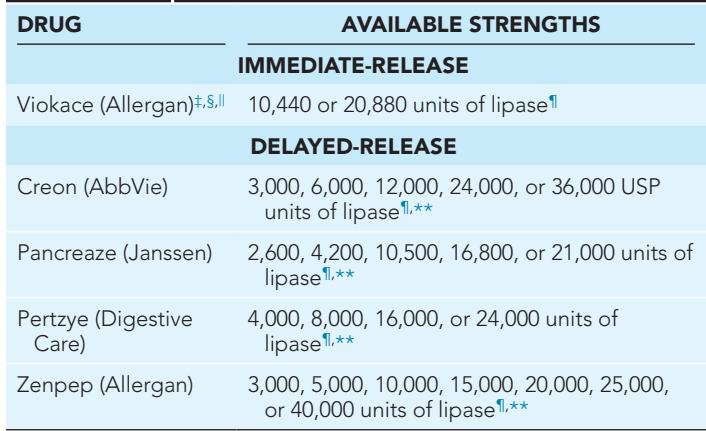 DRUG AVAILABLE STRENGTHS
IMMEDIATE-RELEASE
Viokace (Allergan)‡,§,|| 10,440 or 20,880 units of lipase¶
DELAYED-RELEASE
Creon (AbbVie) 3,000, 6,000, 12,000, 24,000, or 36,000 USP
units of lipase¶,**
Pancreaze (Janssen) 2,600, 4,200, 10,500, 16,800, or 21,000 units of
lipase¶,**
Pertzye (Digestive 4,000, 8,000, 16,000, or 24,000 units of
Care) lipase¶,**
Zenpep (Allergan) 3,000, 5,000, 10,000, 15,000, 20,000, 25,000,
or 40,000 units of lipase¶,**